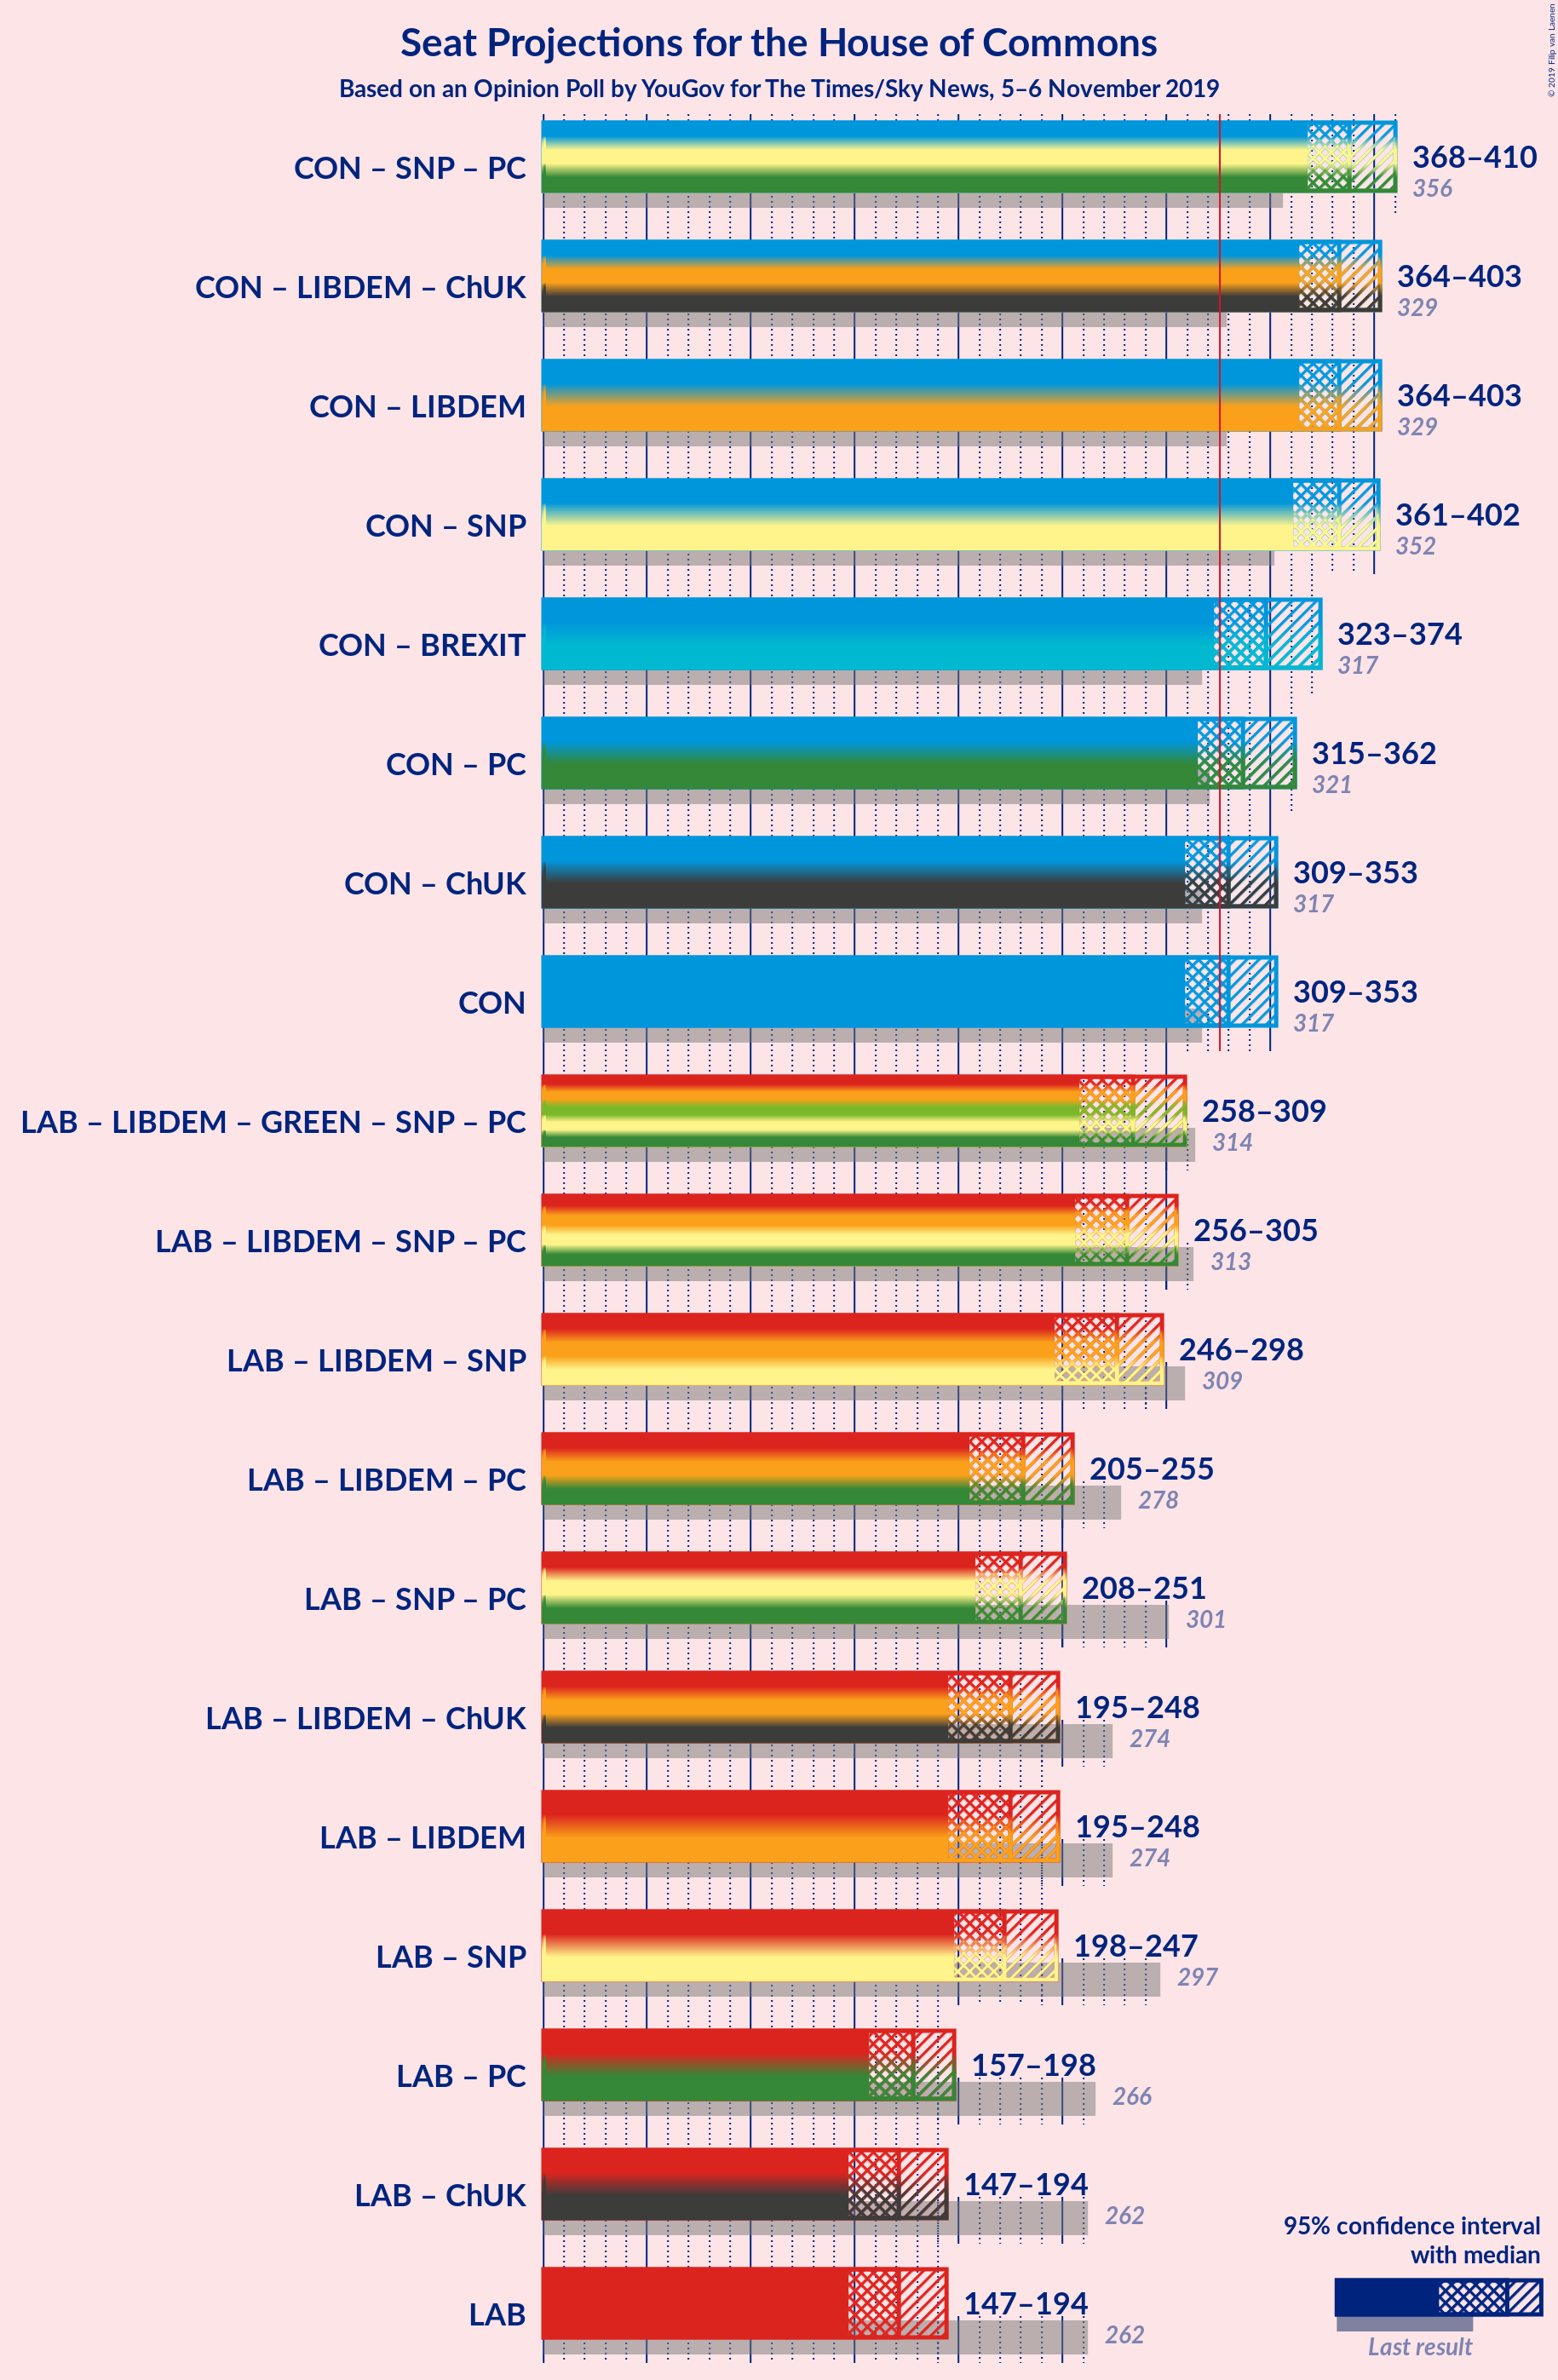 Seat Projections for the House of Commons
Based on an Opinion Poll by YouGov for The Times/Sky News, 5–6 November 2019
© 2019 Filip van Laenen
CON – SNP – PC
368–410
356
CON – LIBDEM – ChUK
364–403
329
CON – LIBDEM
364–403
329
CON – SNP
361–402
352
CON – BREXIT
323–374
317
CON – PC
315–362
321
CON – ChUK
309–353
317
CON
309–353
317
LAB – LIBDEM – GREEN – SNP – PC
258–309
314
LAB – LIBDEM – SNP – PC
256–305
313
LAB – LIBDEM – SNP
246–298
309
LAB – LIBDEM – PC
205–255
278
LAB – SNP – PC
208–251
301
LAB – LIBDEM – ChUK
195–248
274
LAB – LIBDEM
195–248
274
LAB – SNP
198–247
297
LAB – PC
157–198
266
LAB – ChUK
147–194
262
LAB
147–194
262
95% confidence interval
with median
Last result